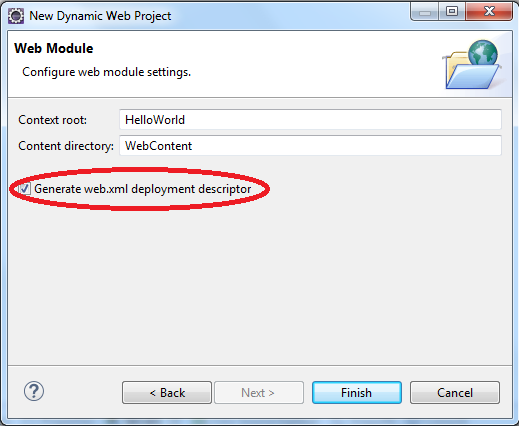 New Dynamic Web Project
Web Module
Configure web module settings.
Context root: HelloWorld
Content directory: WebContent
Generate web.xml deployment descriptor
? < Back Next > Finish Cancel